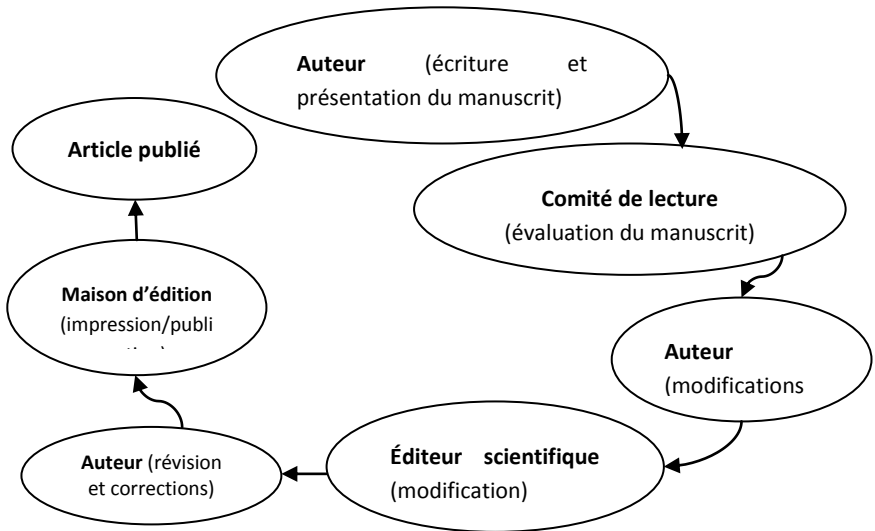 Auteur (écriture et
présentation du manuscrit)
Comité de lecture
(évaluation du manuscrit)
Auteur
(modifications
Éditeur scientifique
(modification)
Auteur (révision
et corrections)
Maison d'édition
(impression/publi
Article publié